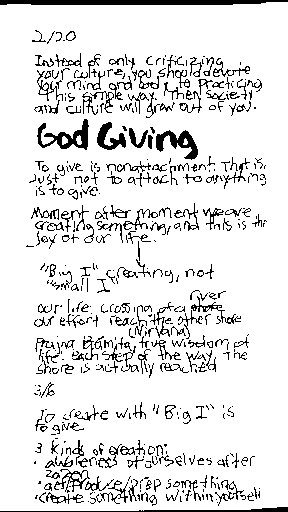 2/20
Instead of only criticizing
your culture, you should devote
your mind and body to practicing
this simple way. Then society
and culture will grow out of you.
God Giving
To give is nonattachment. That is,
Just not to attach to anything
is to give.
Moment after moment we are
creating something, and this is the
joy of our life.
"Big I" creating, not
"small I"
river
our life: crossing of a shore
our effort reach the other shore
(Nirvana)
Prajna Paramita, true wisdom of
life. Each step of the way, the
shore is actually reached
3/6
To create with "Big I" is
to give
3 kinds of creation:
• awareness of ourselves after
zazen
• act/produce/prep something
• create something within yourself